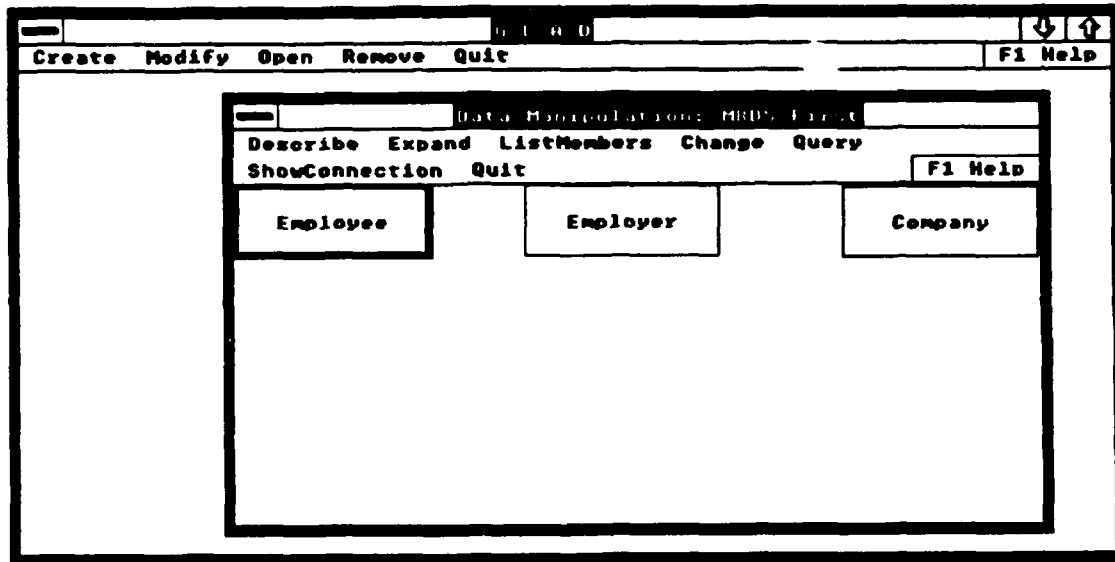 G L A D
Create Modify Open Remove Quit F1 Help
Data Manipulation: MBDS First
Describe Expand ListMembers Change Query
ShowConnection Quit F1 Help
Employee Employer Company